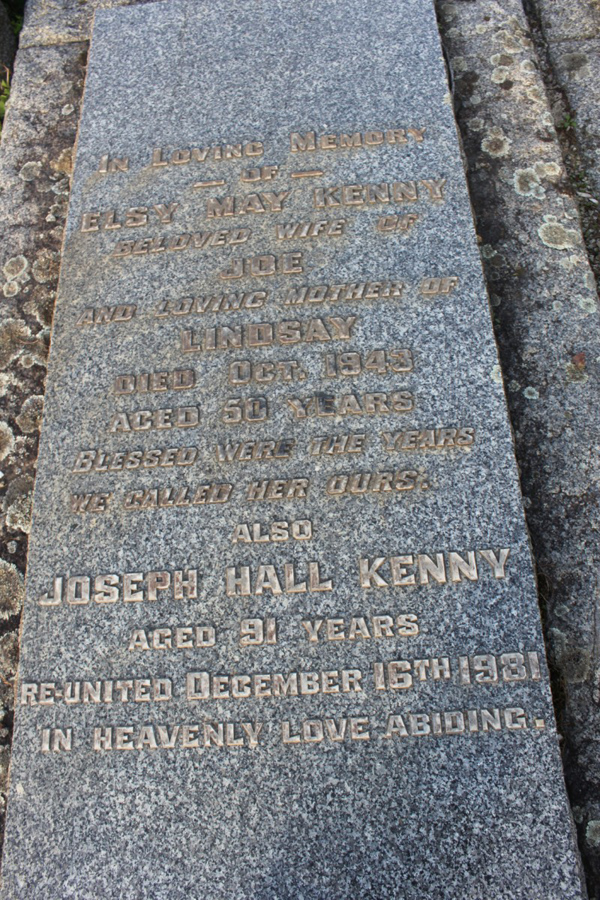 In Loving Memory
— OF —
ELSY MAY KENNY
BELOVED WIFE OF
JOE
AND LOVING MOTHER OF
LINDSAY
DIED OCT. 1943
AGED 50 YEARS
BLESSED WERE THE YEARS
WE CALLED HER OURS.
ALSO
JOSEPH HALL KENNY
AGED 91 YEARS
RE-UNITED DECEMBER 16TH 1981
IN HEAVENLY LOVE ABIDING.